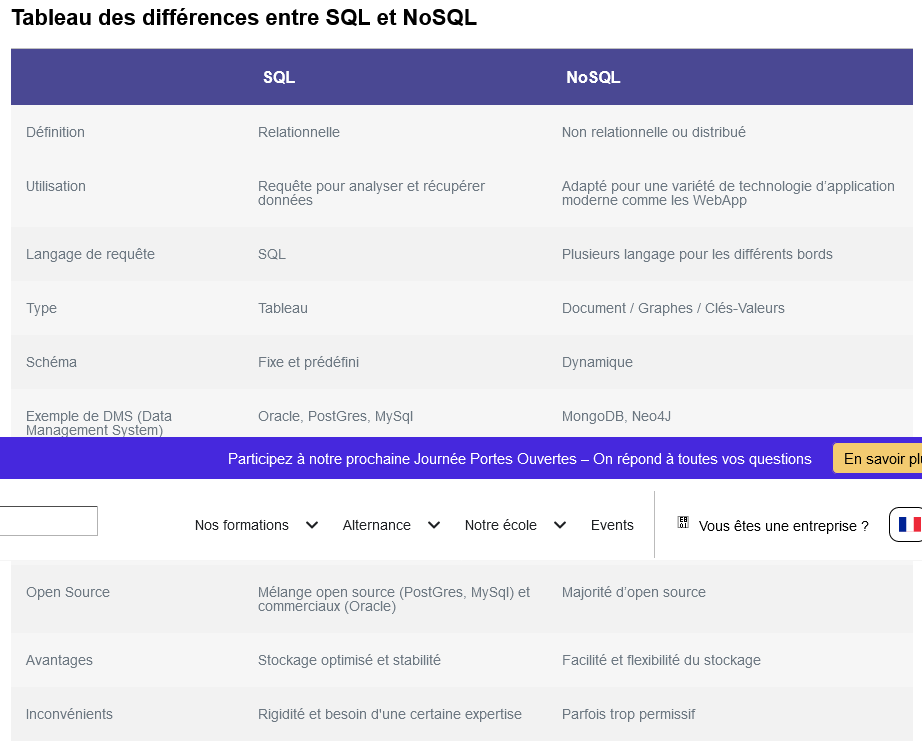 Tableau des différences entre SQL et NoSQL
SQL NoSQL
Définition Relationnelle Non relationnelle ou distribué
Utilisation Requête pour analyser et récupérer Adapté pour une variété de technologie d’application
données moderne comme les WebApp
Langage de requête SQL Plusieurs langage pour les différents bords
Type Tableau Document / Graphes / Clés-Valeurs
Schéma Fixe et prédéfini Dynamique
Exemple de DMS (Data Oracle, PostGres, MySql MongoDB, Neo4J
Management System)
Participez à notre prochaine Journée Portes Ouvertes – On répond à toutes vos questions En savoir pl
Nos formations Alternance Notre école Events Vous êtes une entreprise ?
Open Source Mélange open source (PostGres, MySql) et Majorité d’open source
commerciaux (Oracle)
Avantages Stockage optimisé et stabilité Facilité et flexibilité du stockage
Inconvénients Rigidité et besoin d'une certaine expertise Parfois trop permissif